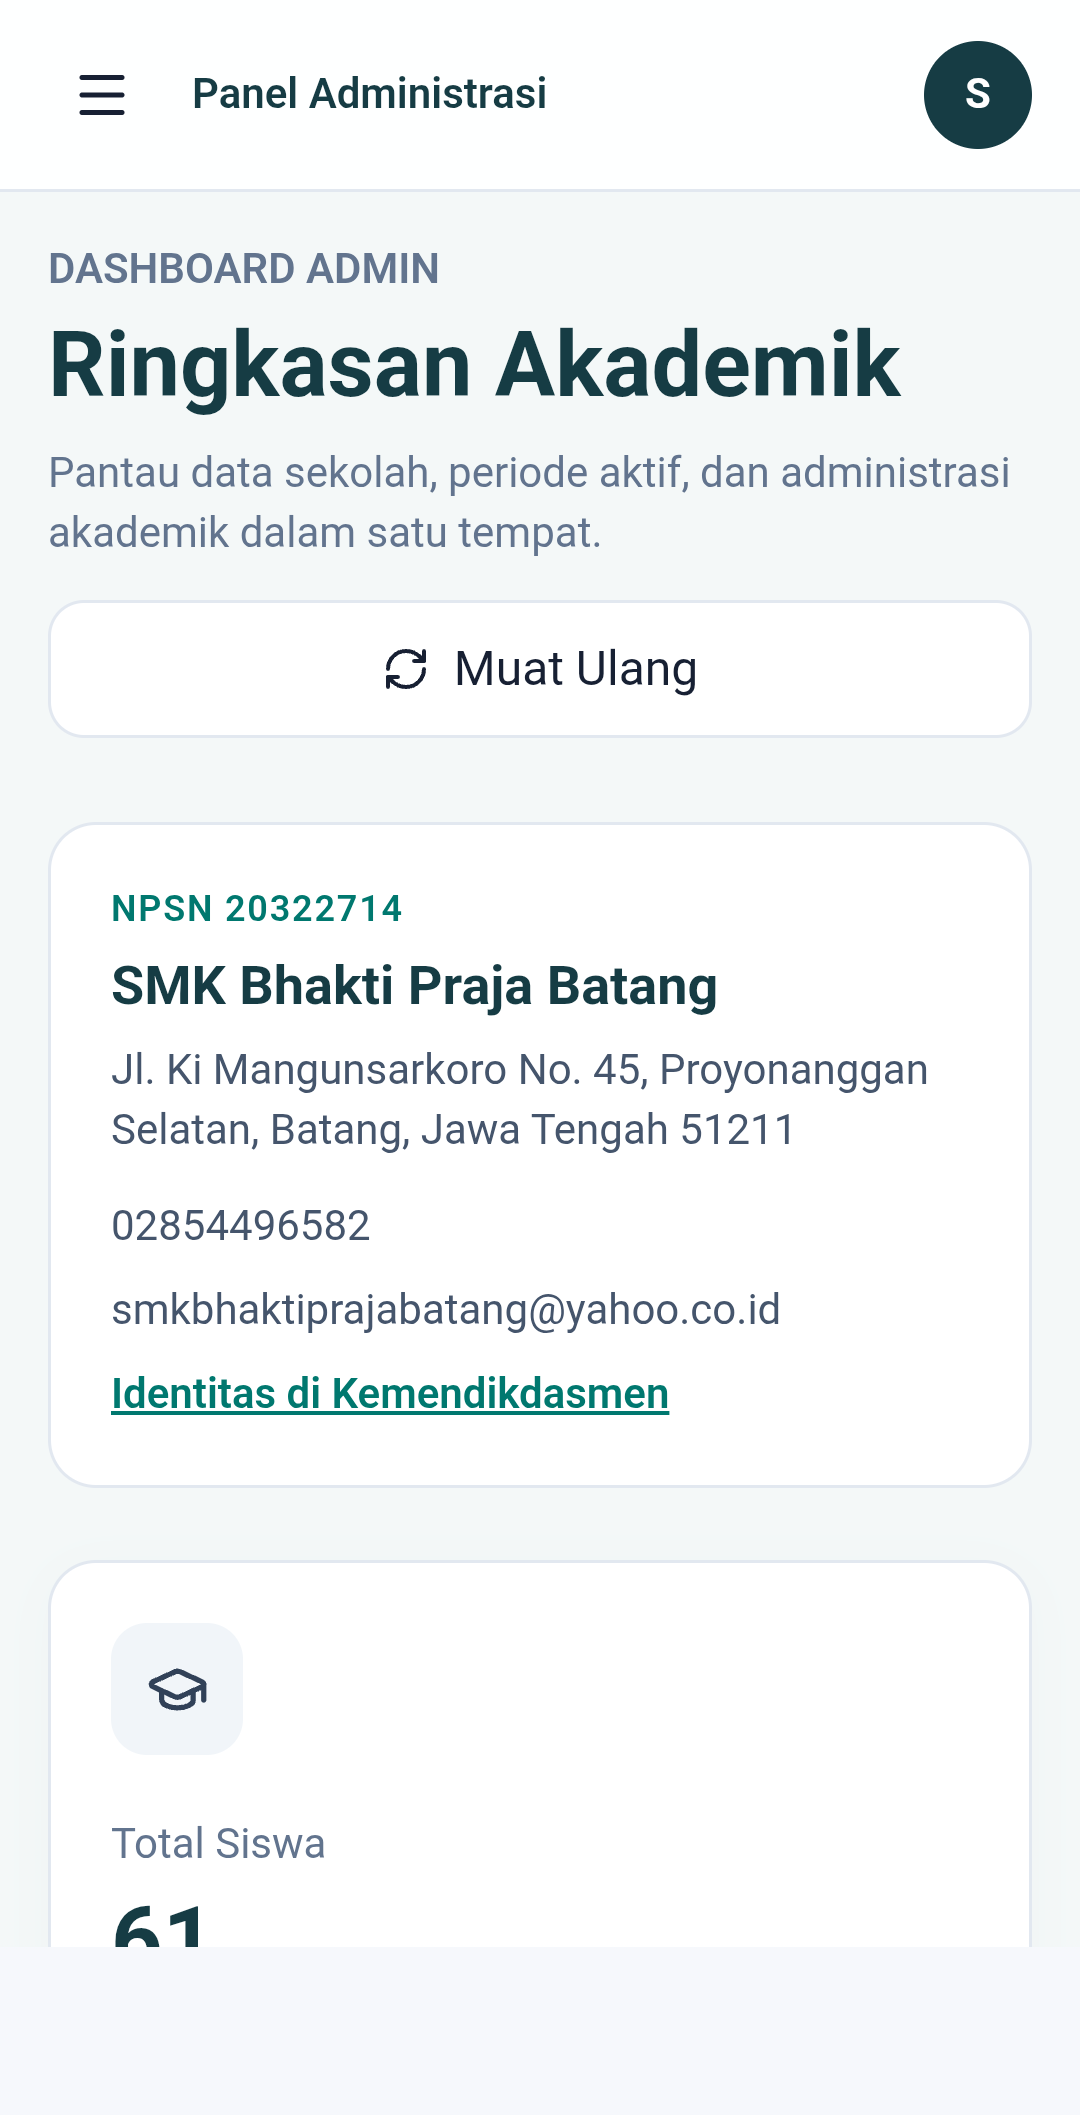 Panel Administrasi
S
DASHBOARD ADMIN
Ringkasan Akademik
Pantau data sekolah, periode aktif, dan administrasi
akademik dalam satu tempat.
Muat Ulang
NPSN 20322714
SMK Bhakti Praja Batang
Jl. Ki Mangunsarkoro No. 45, Proyonanggan
Selatan, Batang, Jawa Tengah 51211
02854496582
smkbhaktiprajabatang@yahoo.co.id
Identitas di Kemendikdasmen
Total Siswa
61